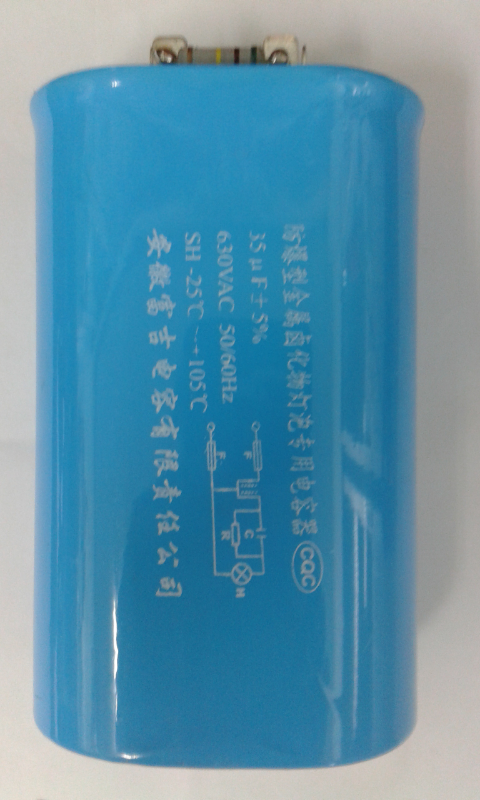 防爆型金属卤化物灯泡专用电容器
CQC
35μF±5%
630VAC 50/60Hz
SH -25℃~+105℃
安徽富吉电容有限责任公司
F
F
C
R
H